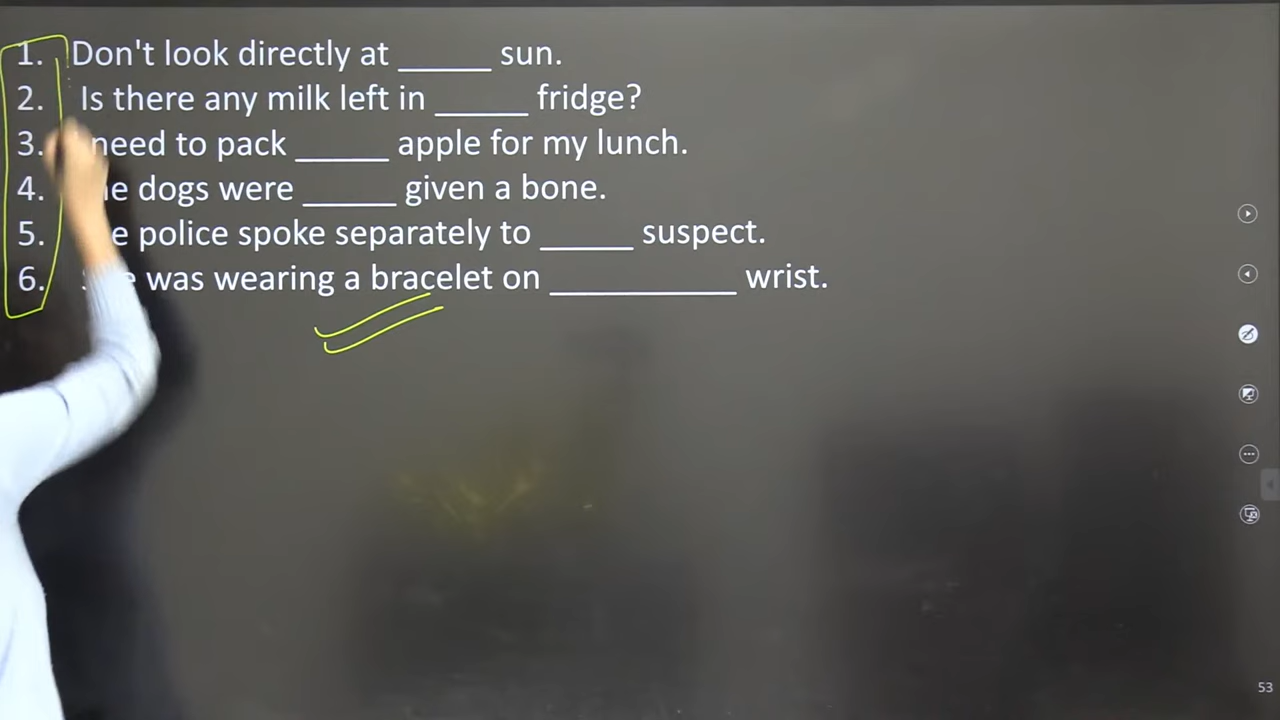 1. Don't look directly at ______ sun.
2. Is there any milk left in ______ fridge?
3. need to pack ______ apple for my lunch.
4. dogs were ______ given a bone.
5. police spoke separately to ______ suspect.
6. was wearing a bracelet on ____________ wrist.
53